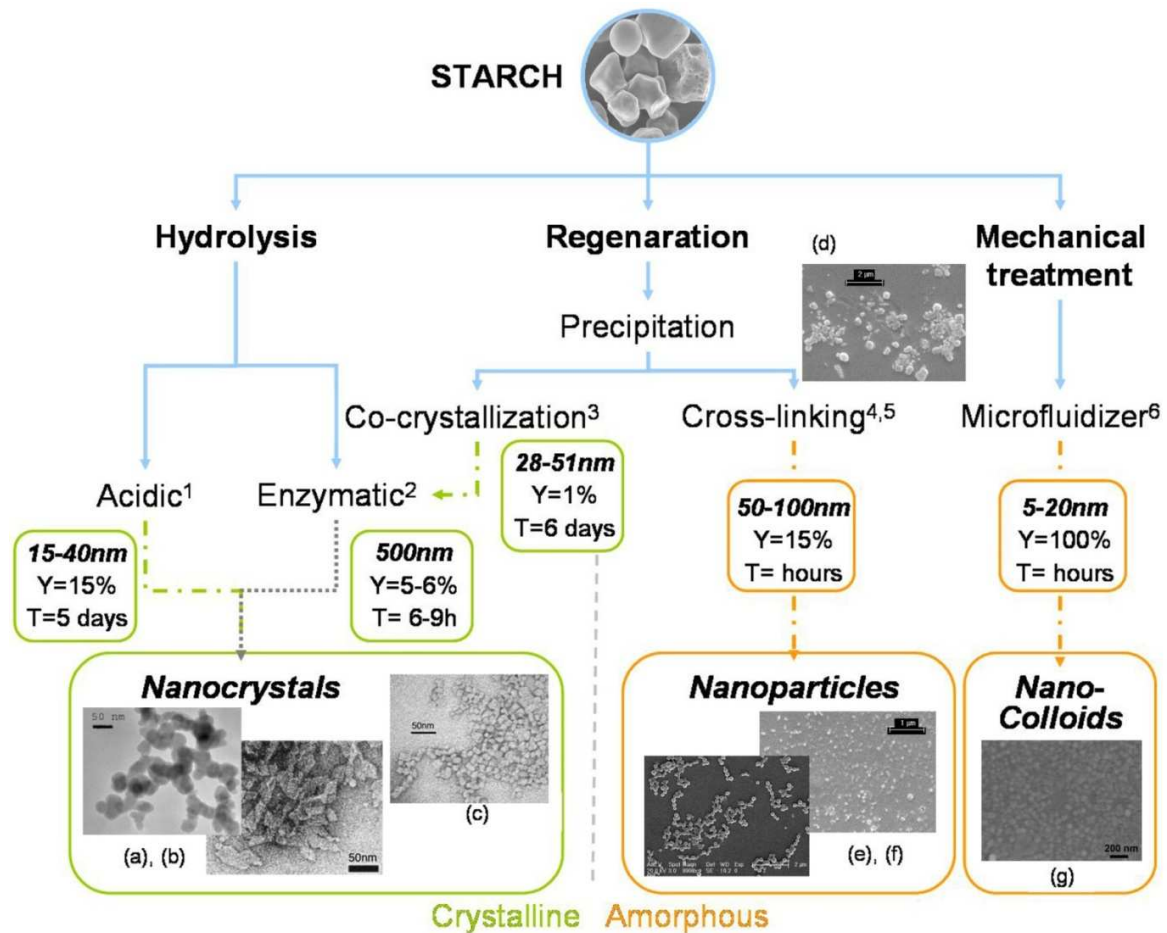 STARCH
Hydrolysis
Regenaration
Mechanical
treatment
(d)
2 µm
Precipitation
Co-crystallization³
Cross-linking⁴,⁵
Microfluidizer⁶
Acidic¹
Enzymatic²
28-51nm
Y=1%
T=6 days
50-100nm
Y=15%
T= hours
5-20nm
Y=100%
T= hours
15-40nm
Y=15%
T=5 days
500nm
Y=5-6%
T= 6-9h
Nanocrystals
50 nm
50nm
50nm
(a), (b)
(c)
Nanoparticles
1 µm
2 µm
(e), (f)
Nano-
Colloids
200 nm
(g)
Crystalline
Amorphous